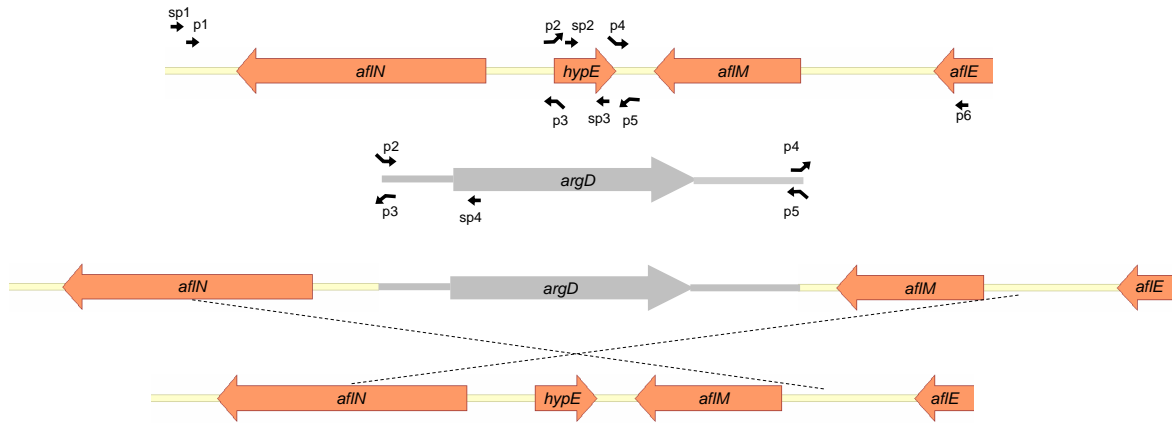 sp1
p1
p2 sp2 p4
aflN hypE aflM aflE
p3 sp3 p5 p6
p2 p4
argD
p3 sp4 p5
aflN argD aflM aflE
aflN hypE aflM aflE